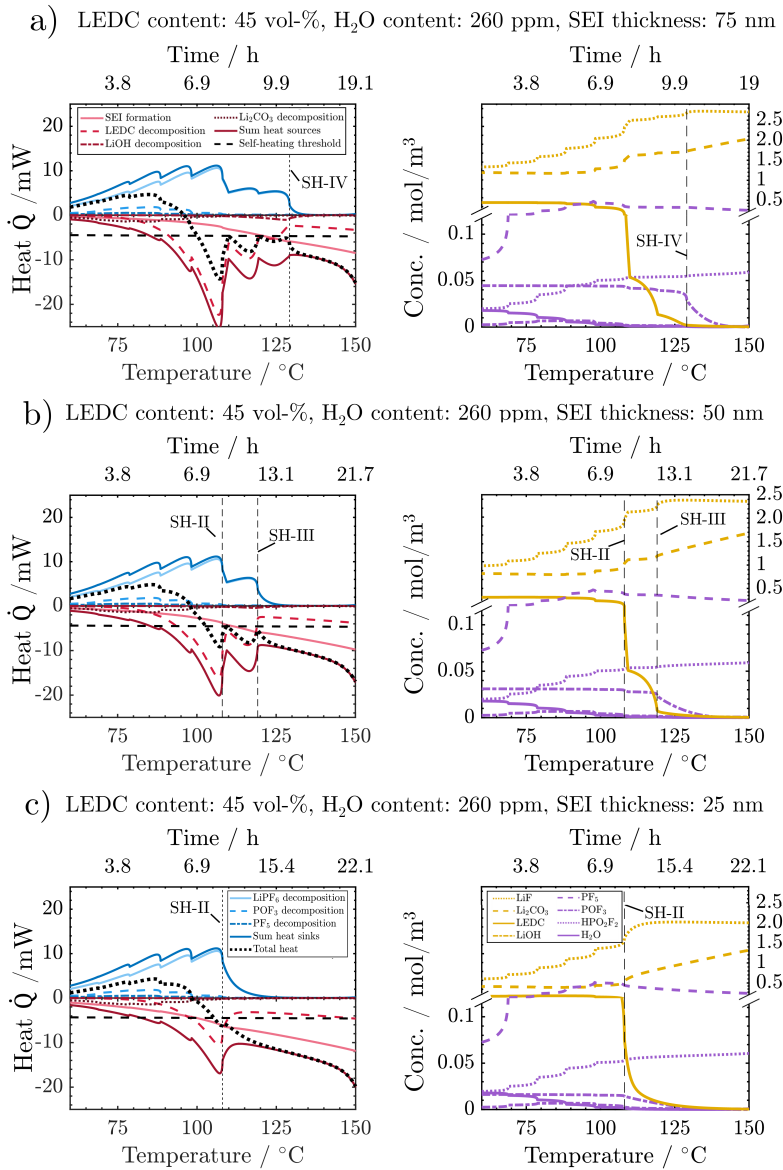 a) LEDC content: 45 vol-%, H₂O content: 260 ppm, SEI thickness: 75 nm
Time / h
3.8 6.9 9.9 19.1
SEI formation
LEDC decomposition
LiOH decomposition
Li₂CO₃ decomposition
Sum heat sources
Self-heating threshold
SH-IV
Heat Q̇ /mW
20
10
0
-10
-20
75 100 125 150
Temperature / °C
Time / h
3.8 6.9 9.9 19
SH-IV
Conc. / mol/m³
2.5
2
1.5
1
0.5
0.1
0.05
0
75 100 125 150
Temperature / °C
b) LEDC content: 45 vol-%, H₂O content: 260 ppm, SEI thickness: 50 nm
Time / h
3.8 6.9 13.1 21.7
SH-II
SH-III
Heat Q̇ /mW
20
10
0
-10
-20
75 100 125 150
Temperature / °C
Time / h
3.8 6.9 13.1 21.7
SH-II
SH-III
Conc. / mol/m³
2.5
2
1.5
1
0.5
0.1
0.05
0
75 100 125 150
Temperature / °C
c) LEDC content: 45 vol-%, H₂O content: 260 ppm, SEI thickness: 25 nm
Time / h
3.8 6.9 15.4 22.1
LiPF₆ decomposition
POF₃ decomposition
PF₅ decomposition
Sum heat sinks
Total heat
SH-II
Heat Q̇ /mW
20
10
0
-10
-20
75 100 125 150
Temperature / °C
Time / h
3.8 6.9 15.4 22.1
LiF
Li₂CO₃
LEDC
LiOH
PF₅
POF₃
HPO₂F₂
H₂O
SH-II
Conc. / mol/m³
2.5
2
1.5
1
0.5
0.1
0.05
0
75 100 125 150
Temperature / °C